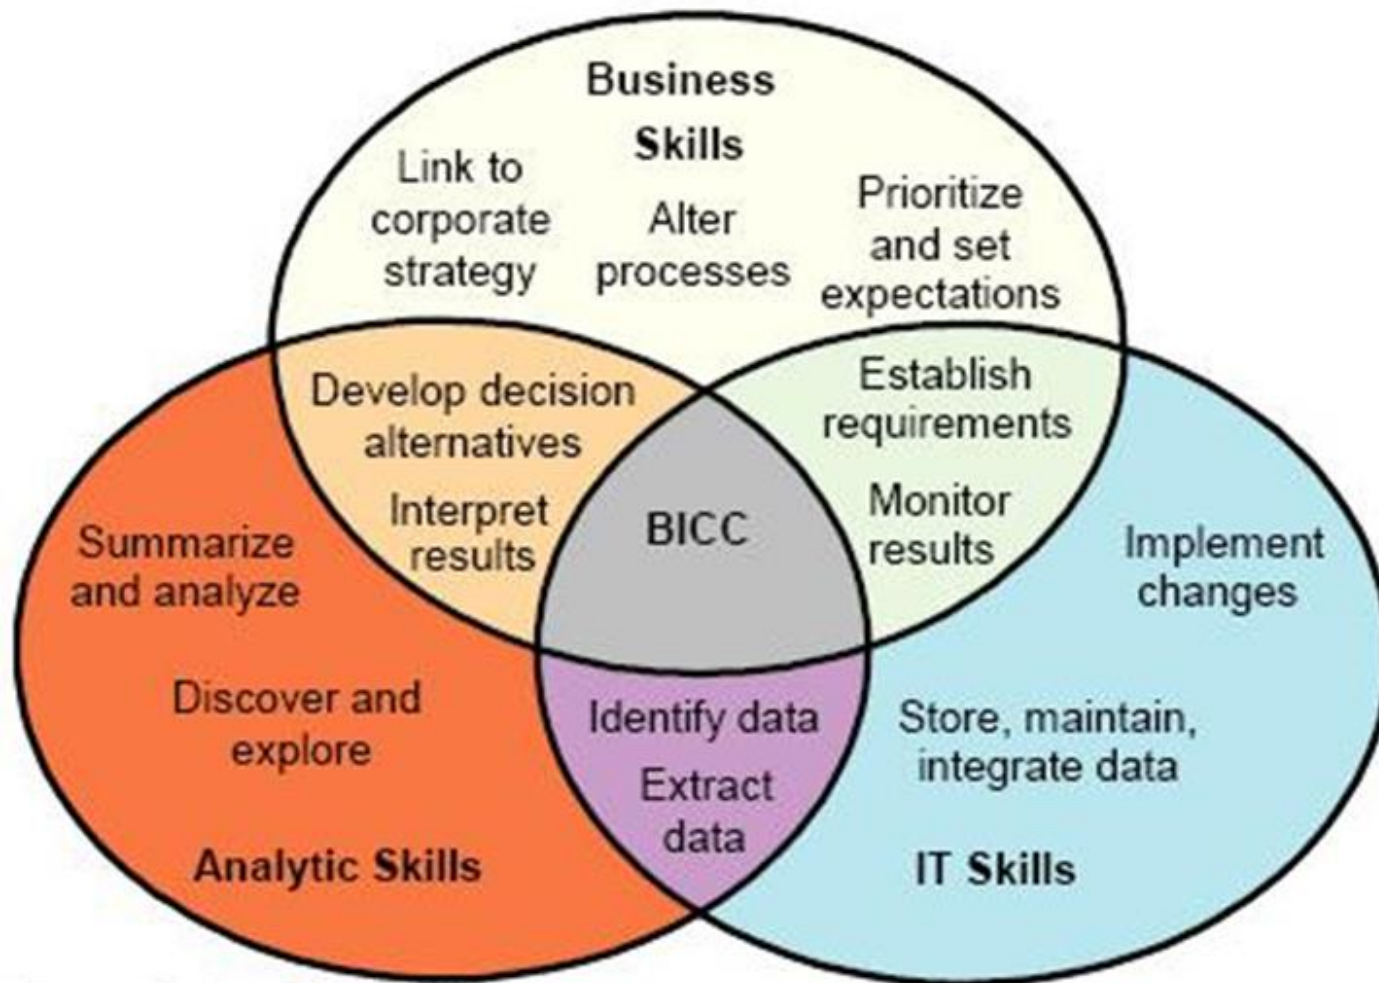 Business
Skills
Link to
corporate
strategy
Alter
processes
Prioritize
and set
expectations
Develop decision
alternatives
Interpret
results
Establish
requirements
Monitor
results
BICC
Summarize
and analyze
Discover and
explore
Analytic Skills
Identify data
Extract
data
Implement
changes
Store, maintain,
integrate data
IT Skills